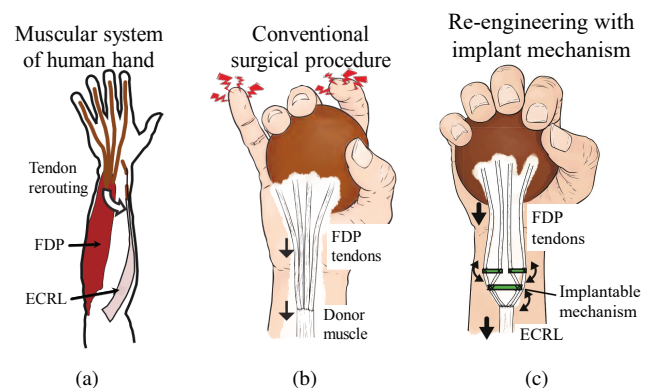 Muscular system
of human hand
Tendon
rerouting
FDP
ECRL
(a)
Conventional
surgical procedure
FDP
tendons
Donor
muscle
(b)
Re-engineering with
implant mechanism
FDP
tendons
Implantable
mechanism
ECRL
(c)